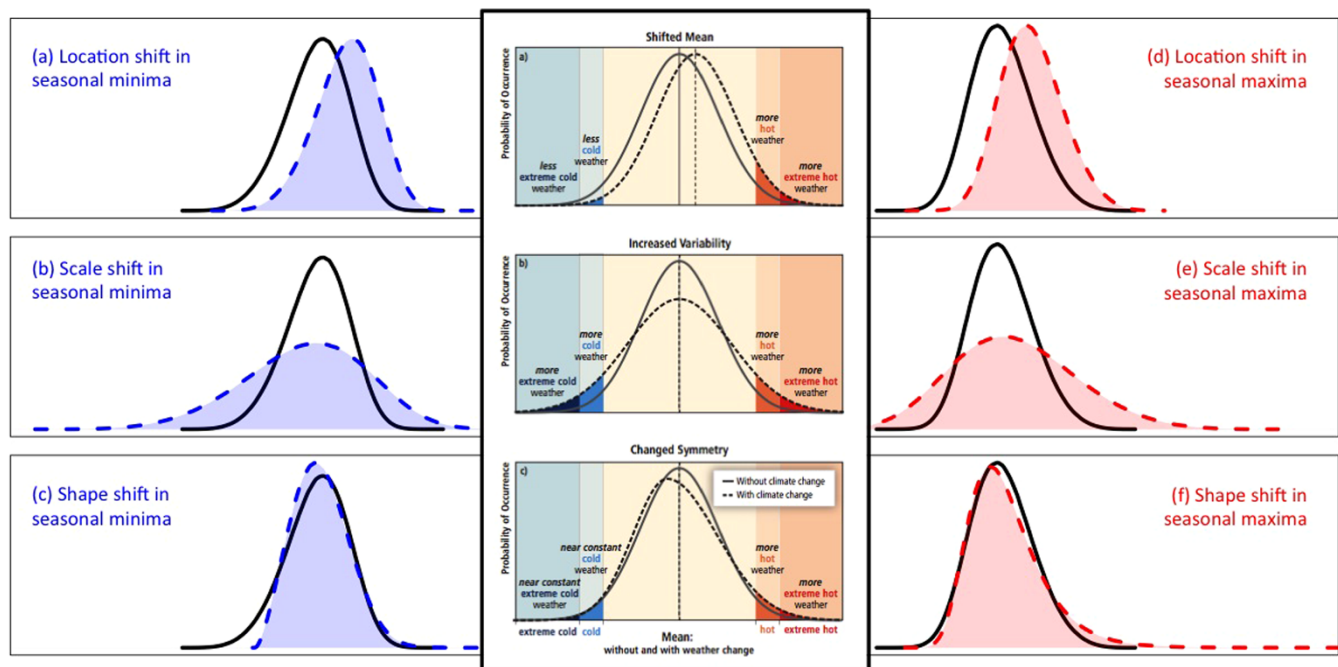 (a) Location shift in
seasonal minima
(b) Scale shift in
seasonal minima
(c) Shape shift in
seasonal minima
Shifted Mean
a)
Probability of Occurrence
less
extreme cold
weather
less
cold
weather
more
hot
weather
more
extreme hot
weather
Increased Variability
b)
Probability of Occurrence
more
extreme cold
weather
more
cold
weather
more
hot
weather
more
extreme hot
weather
Changed Symmetry
c)
Probability of Occurrence
Without climate change
With climate change
near constant
extreme cold
weather
near constant
cold
weather
more
hot
weather
more
extreme hot
weather
extreme cold
cold
hot
extreme hot
Mean:
without and with weather change
(d) Location shift in
seasonal maxima
(e) Scale shift in
seasonal maxima
(f) Shape shift in
seasonal maxima